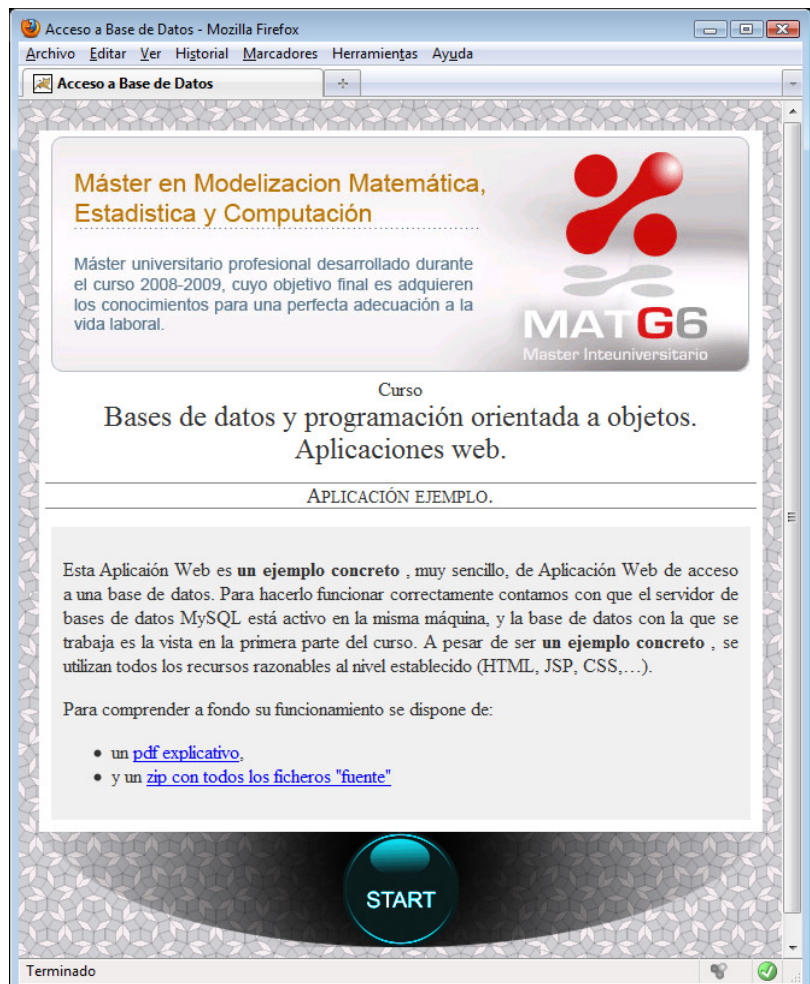 Acceso a Base de Datos - Mozilla Firefox
Archivo Editar Ver Historial Marcadores Herramientas Ayuda
Acceso a Base de Datos
Máster en Modelizacion Matemática,
Estadistica y Computación
Máster universitario profesional desarrollado durante
el curso 2008-2009, cuyo objetivo final es adquieren
los conocimientos para una perfecta adecuación a la
vida laboral.
MATG6
Master Inteuniversitario
Curso
Bases de datos y programación orientada a objetos.
Aplicaciones web.
APLICACIÓN EJEMPLO.
Esta Aplicaión Web es un ejemplo concreto , muy sencillo, de Aplicación Web de acceso
a una base de datos. Para hacerlo funcionar correctamente contamos con que el servidor de
bases de datos MySQL está activo en la misma máquina, y la base de datos con la que se
trabaja es la vista en la primera parte del curso. A pesar de ser un ejemplo concreto , se
utilizan todos los recursos razonables al nivel establecido (HTML, JSP, CSS,…).
Para comprender a fondo su funcionamiento se dispone de:
• un pdf explicativo,
• y un zip con todos los ficheros "fuente"
START
Terminado